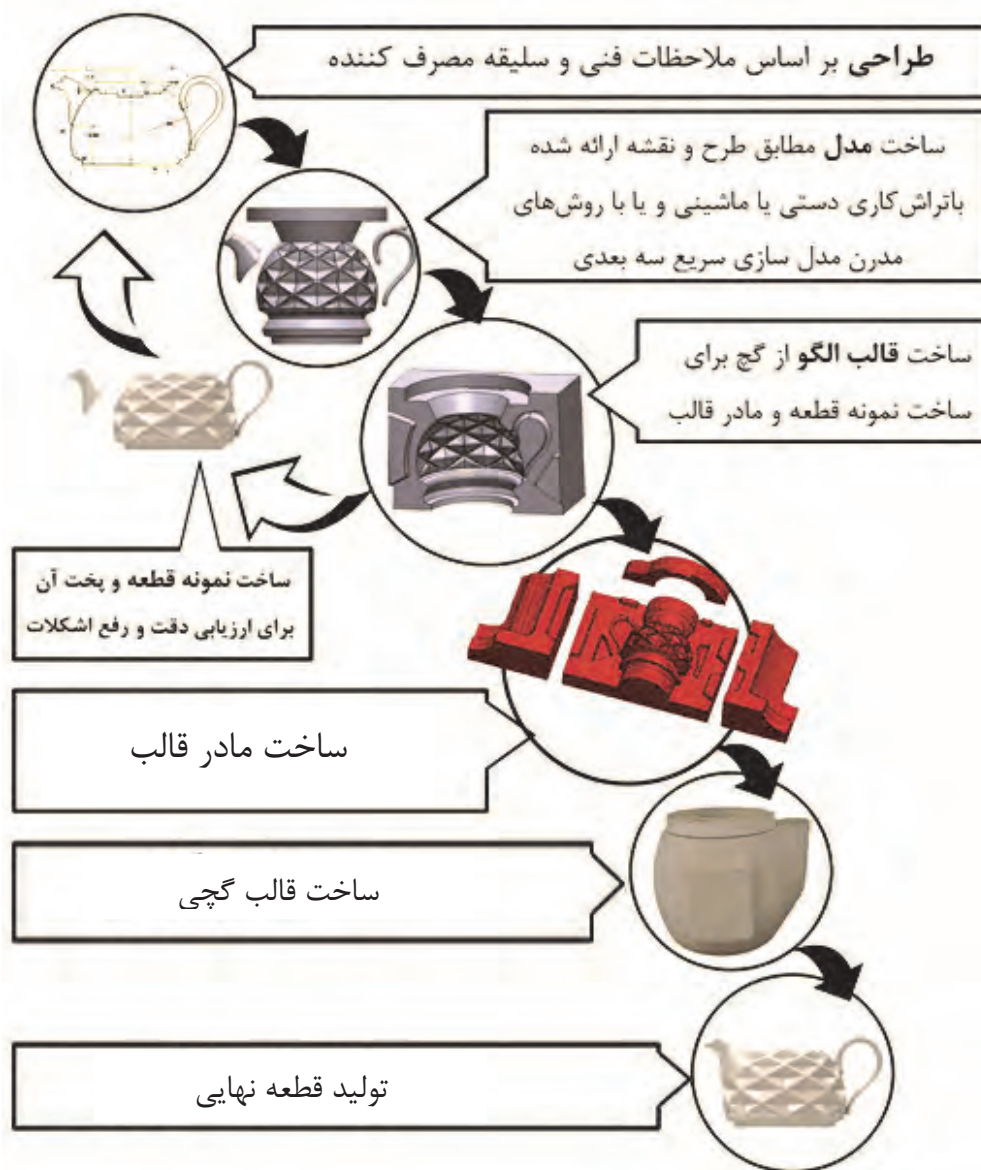 طراحی بر اساس ملاحظات فنی و سلیقه مصرف کننده
ساخت مدل مطابق طرح و نقشه ارائه شده
باتراش‌کاری دستی یا ماشینی و یا با روش‌های
مدرن مدل سازی سریع سه بعدی
ساخت قالب الگو از گچ برای
ساخت نمونه قطعه و مادر قالب
ساخت نمونه قطعه و پخت آن
برای ارزیابی دقت و رفع اشکلات
ساخت مادر قالب
ساخت قالب گچی
تولید قطعه نهایی